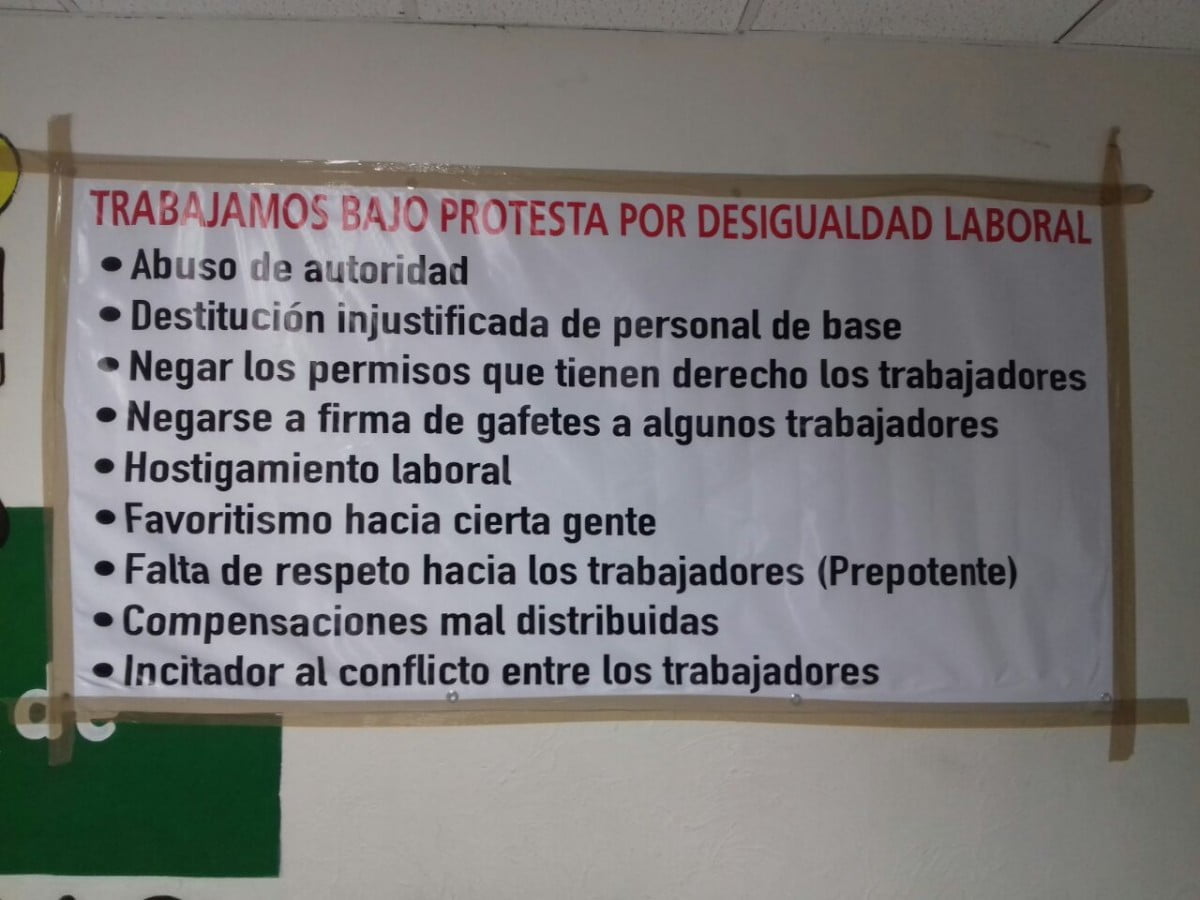 TRABAJAMOS BAJO PROTESTA POR DESIGUALDAD LABORAL
• Abuso de autoridad
• Destitución injustificada de personal de base
• Negar los permisos que tienen derecho los trabajadores
• Negarse a firma de gafetes a algunos trabajadores
• Hostigamiento laboral
• Favoritismo hacia cierta gente
• Falta de respeto hacia los trabajadores (Prepotente)
• Compensaciones mal distribuidas
• Incitador al conflicto entre los trabajadores
de